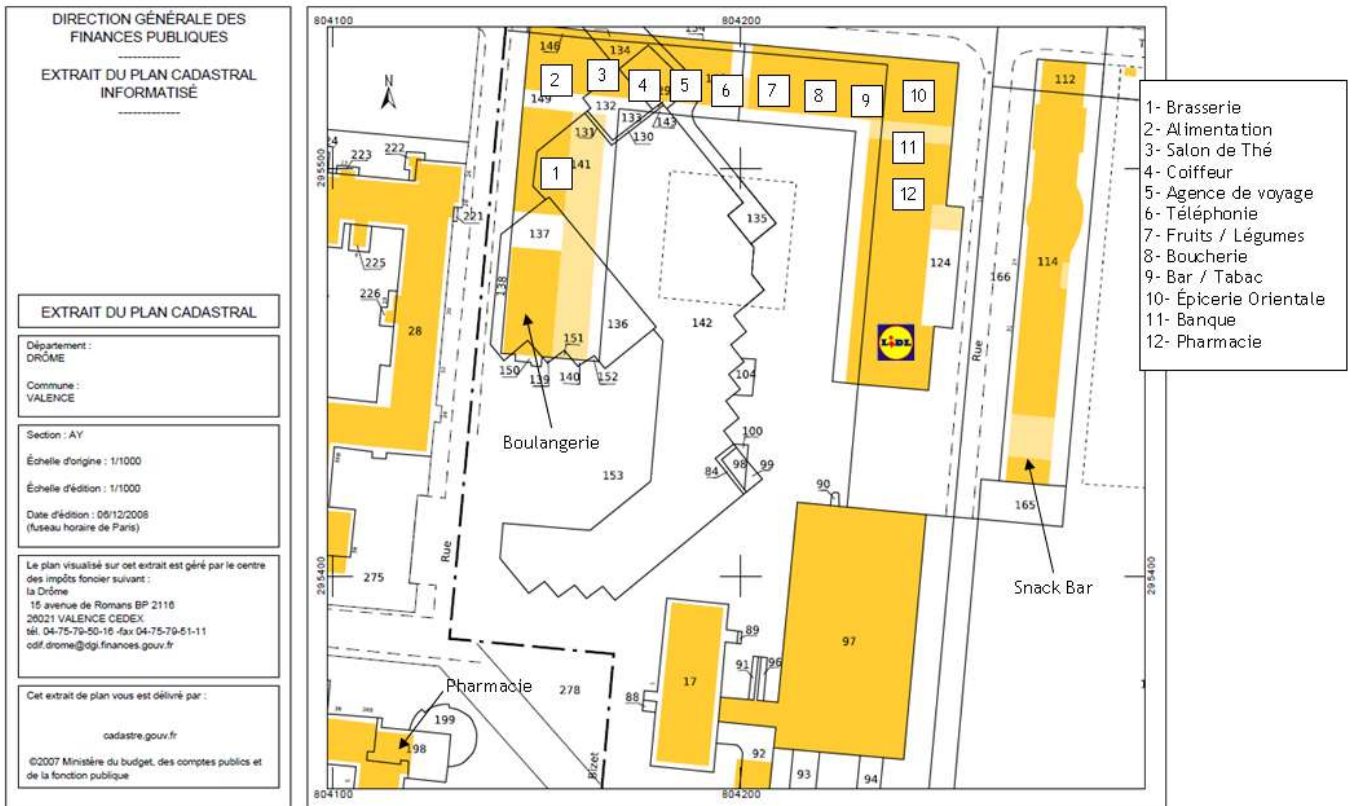 DIRECTION GÉNÉRALE DES
FINANCES PUBLIQUES
-------------
EXTRAIT DU PLAN CADASTRAL
INFORMATISÉ
-------------
EXTRAIT DU PLAN CADASTRAL
Département :
DRÔME
Commune :
VALENCE
Section : AY
Échelle d'origine : 1/1000
Échelle d'édition : 1/1000
Date d'édition : 06/12/2008
(fuseau horaire de Paris)
Le plan visualisé sur cet extrait est géré par le centre
des impôts foncier suivant :
la Drôme
15 avenue de Romans BP 2116
26021 VALENCE CEDEX
tél. 04-75-79-50-16 -fax 04-75-79-51-11
cdif.drome@dgi.finances.gouv.fr
Cet extrait de plan vous est délivré par :
cadastre.gouv.fr
©2007 Ministère du budget, des comptes publics et
de la fonction publique
804100
804200
N
146
134
2
3
4
5
6
7
8
9
10
112
149
132
133
143
131
130
141
1
11
12
223
222
221
225
226
28
137
138
136
135
142
124
166
114
295500
295500
LIDL
151
150
139
140
152
104
Rue
Boulangerie
153
100
98
99
84
90
165
Snack Bar
Rue
275
295400
295400
97
89
91
96
17
88
278
Pharmacie
199
198
Bizet
92
93
94
804100
804200
1- Brasserie
2- Alimentation
3- Salon de Thé
4- Coiffeur
5- Agence de voyage
6- Téléphonie
7- Fruits / Légumes
8- Boucherie
9- Bar / Tabac
10- Épicerie Orientale
11- Banque
12- Pharmacie